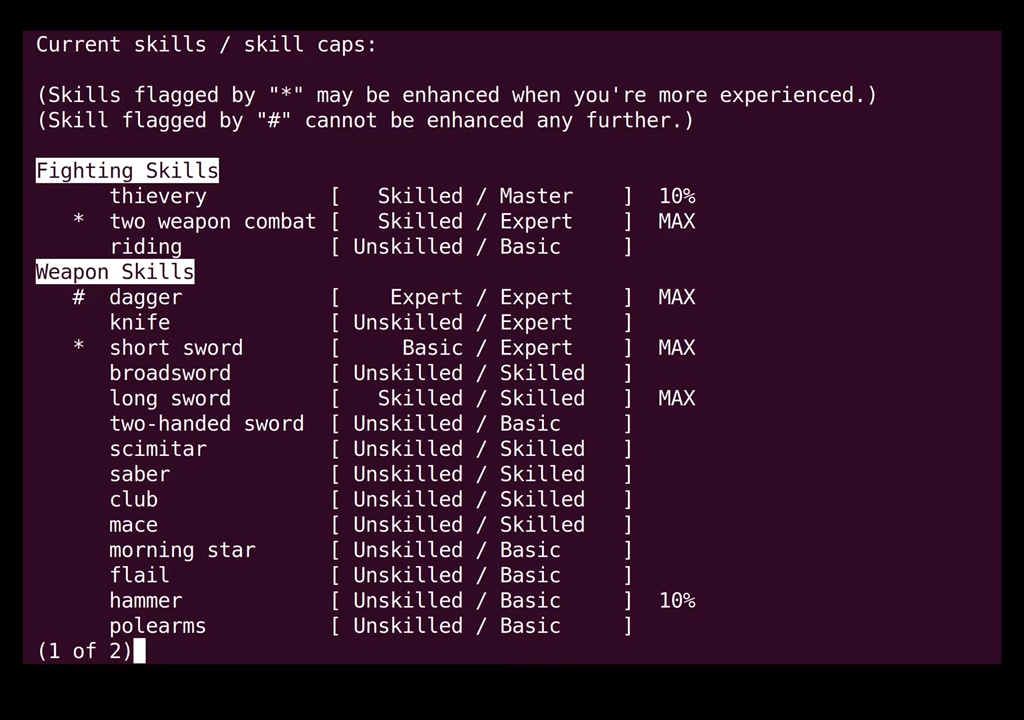 Current skills / skill caps:
(Skills flagged by "*" may be enhanced when you're more experienced.)
(Skill flagged by "#" cannot be enhanced any further.)
Fighting Skills
thievery [ Skilled / Master ] 10%
* two weapon combat [ Skilled / Expert ] MAX
riding [ Unskilled / Basic ]
Weapon Skills
# dagger [ Expert / Expert ] MAX
knife [ Unskilled / Expert ]
* short sword [ Basic / Expert ] MAX
broadsword [ Unskilled / Skilled ]
long sword [ Skilled / Skilled ] MAX
two-handed sword [ Unskilled / Basic ]
scimitar [ Unskilled / Skilled ]
saber [ Unskilled / Skilled ]
club [ Unskilled / Skilled ]
mace [ Unskilled / Skilled ]
morning star [ Unskilled / Basic ]
flail [ Unskilled / Basic ]
hammer [ Unskilled / Basic ] 10%
polearms [ Unskilled / Basic ]
(1 of 2)